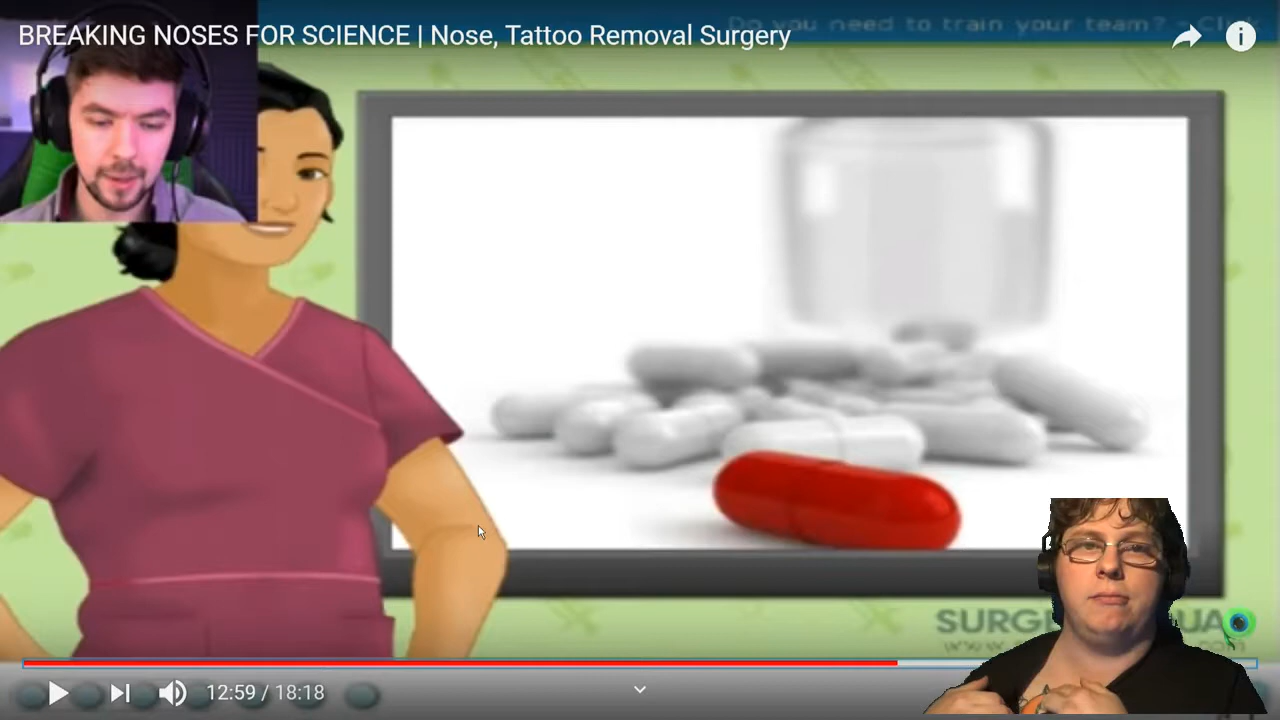 Do you need to train your team? - Click
BREAKING NOSES FOR SCIENCE | Nose, Tattoo Removal Surgery
i
12:59 / 18:18